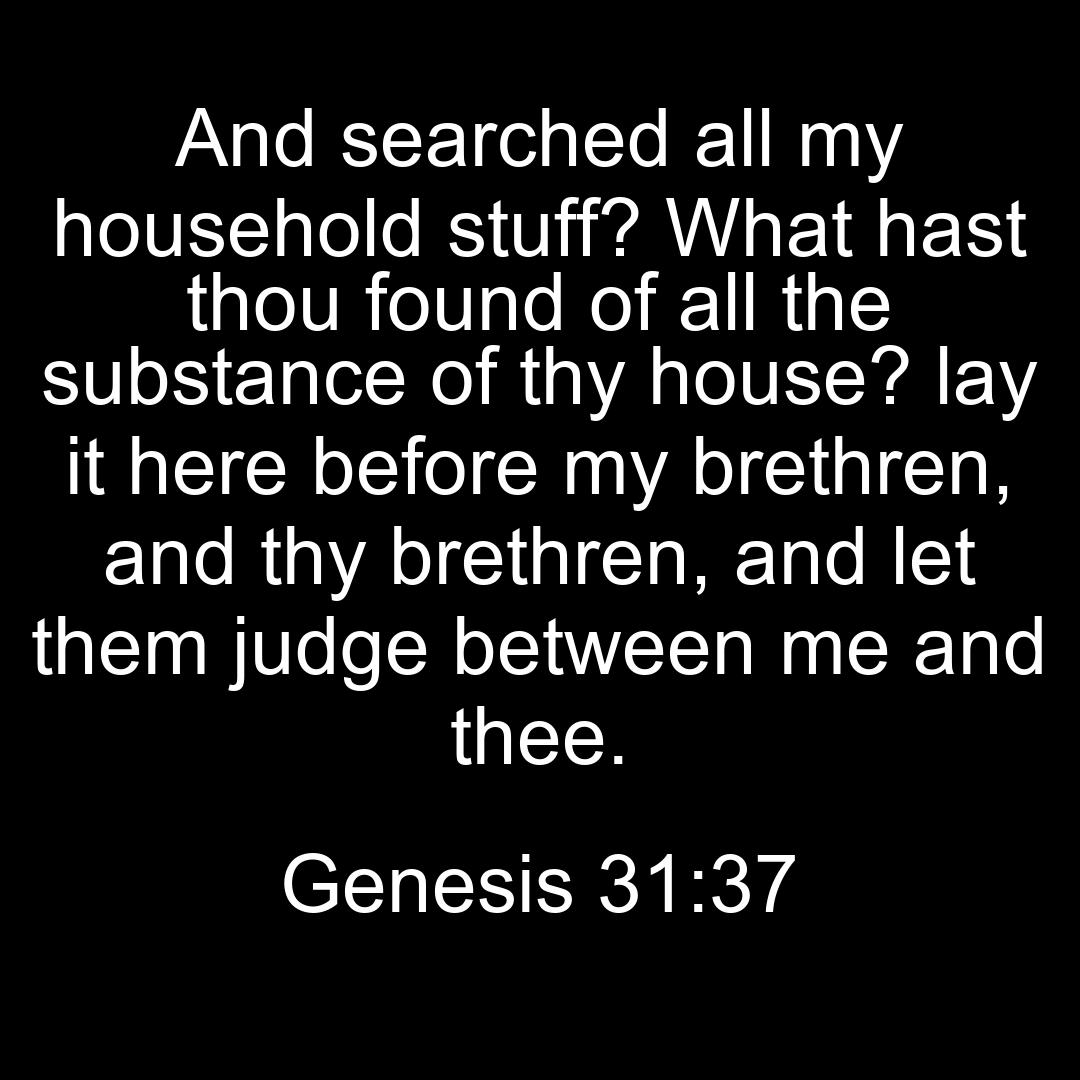 And searched all my
household stuff? What hast
thou found of all the
substance of thy house? lay
it here before my brethren,
and thy brethren, and let
them judge between me and
thee.
Genesis 31:37